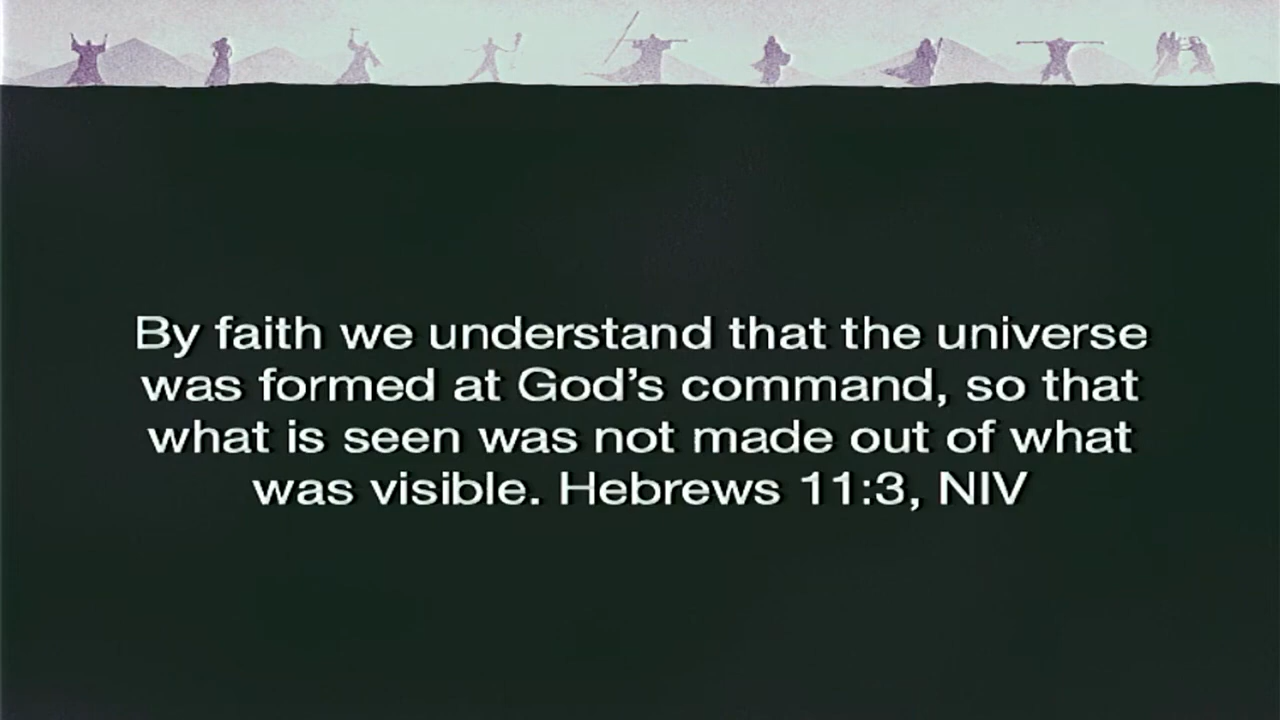 By faith we understand that the universe
was formed at God’s command, so that
what is seen was not made out of what
was visible. Hebrews 11:3, NIV